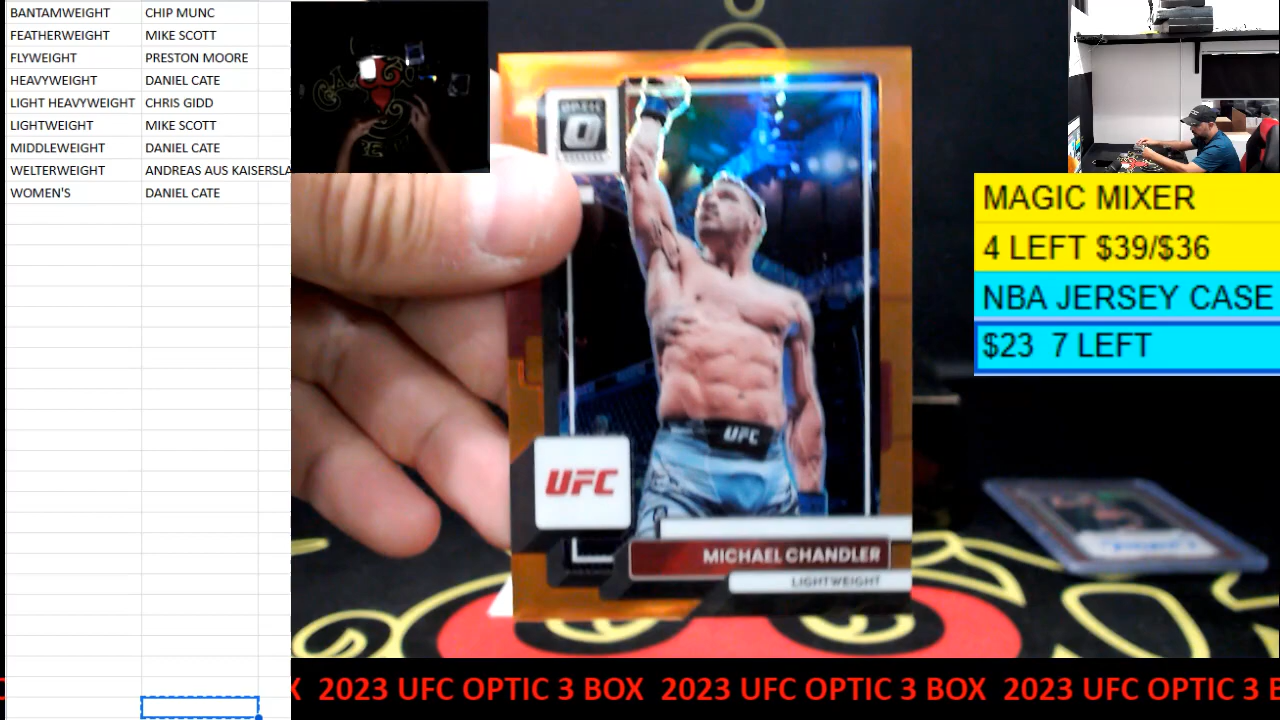 BANTAMWEIGHT CHIP MUNC
FEATHERWEIGHT MIKE SCOTT
FLYWEIGHT PRESTON MOORE
HEAVYWEIGHT DANIEL CATE
LIGHT HEAVYWEIGHT CHRIS GIDD
LIGHTWEIGHT MIKE SCOTT
MIDDLEWEIGHT DANIEL CATE
WELTERWEIGHT ANDREAS AUS KAISERSLA
WOMEN'S DANIEL CATE
MAGIC MIXER
4 LEFT $39/$36
NBA JERSEY CASE
$23 7 LEFT
UFC
UFC
MICHAEL CHANDLER
LIGHTWEIGHT
X 2023 UFC OPTIC 3 BOX 2023 UFC OPTIC 3 BOX 2023 UFC OPTIC 3 B